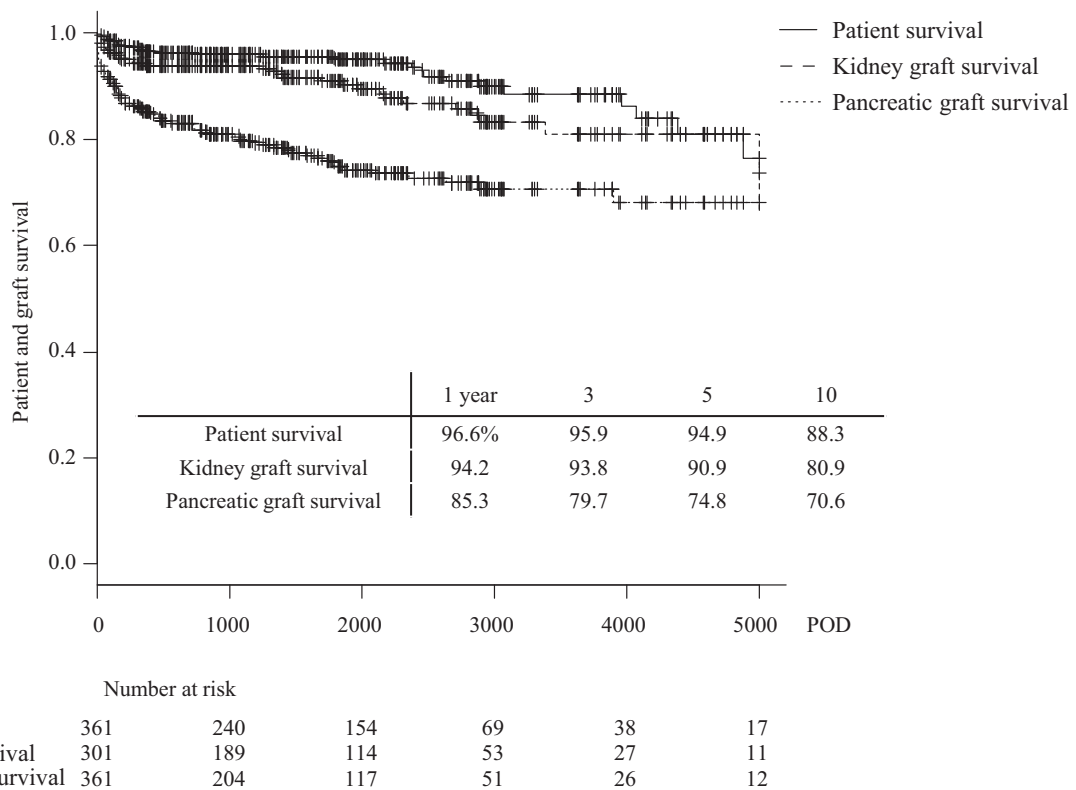 Patient survival
Kidney graft survival
Pancreatic graft survival
Patient and graft survival
1.0
0.8
0.6
0.4
0.2
0.0
1 year 3 5 10
Patient survival 96.6% 95.9 94.9 88.3
Kidney graft survival 94.2 93.8 90.9 80.9
Pancreatic graft survival 85.3 79.7 74.8 70.6
0 1000 2000 3000 4000 5000 POD
Number at risk
361 240 154 69 38 17
ival 301 189 114 53 27 11
urvival 361 204 117 51 26 12